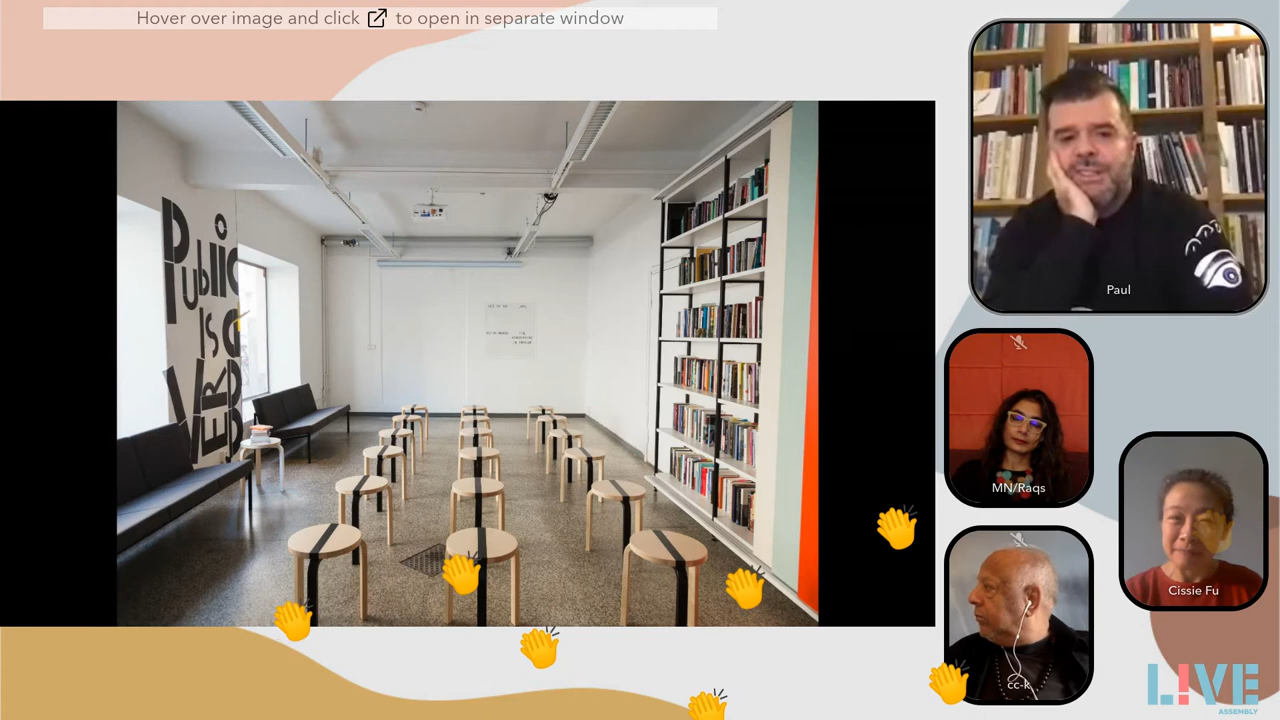 Hover over image and click to open in separate window
Public
is a
VERB
Paul
MN/Raqs
Cissie Fu
cc-k
L!VE
ASSEMBLY